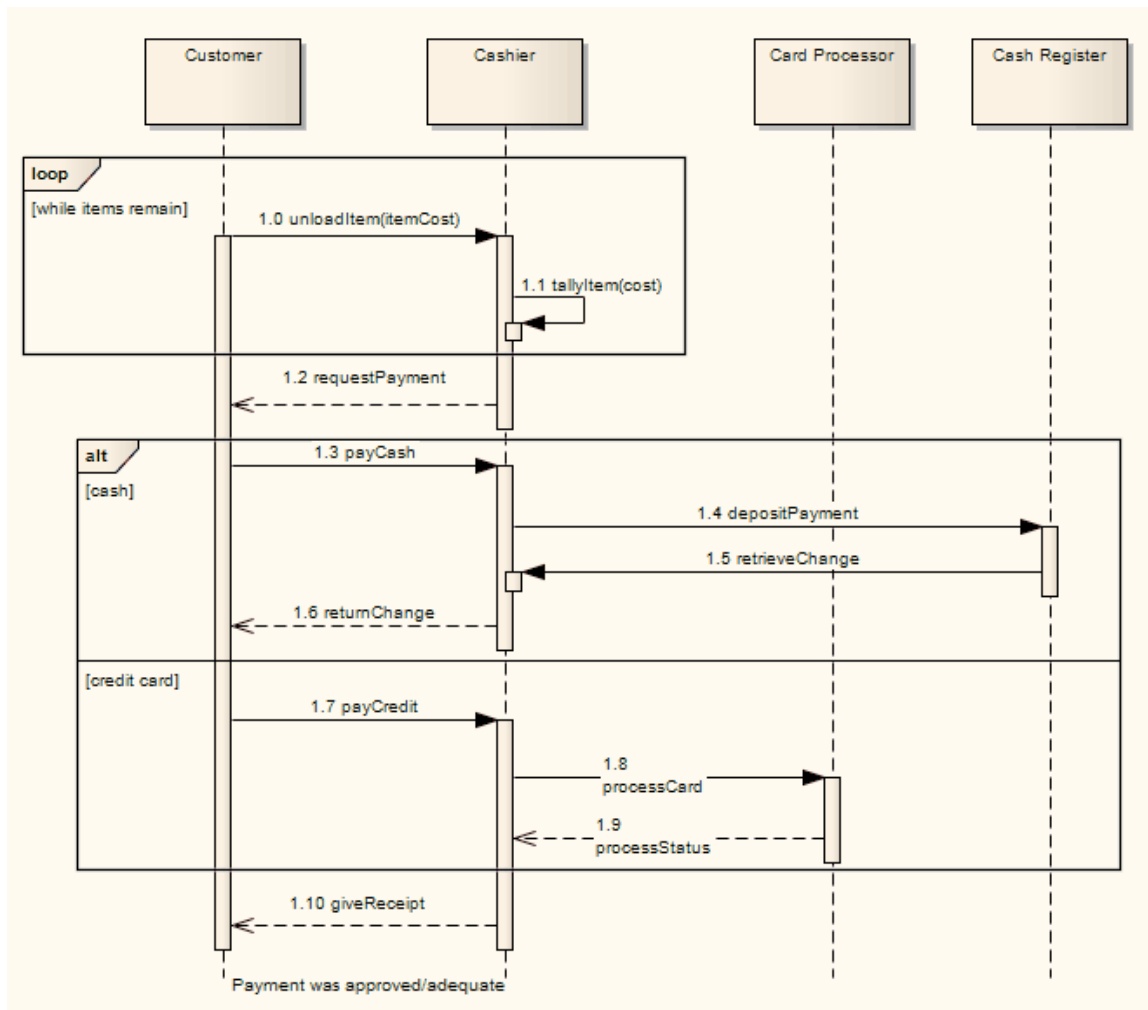 Customer
Cashier
Card Processor
Cash Register
loop
[while items remain]
1.0 unloadItem(itemCost)
1.1 tallyItem(cost)
1.2 requestPayment
alt
1.3 payCash
[cash]
1.4 depositPayment
1.5 retrieveChange
1.6 returnChange
[credit card]
1.7 payCredit
1.8
processCard
1.9
processStatus
1.10 giveReceipt
Payment was approved/adequate